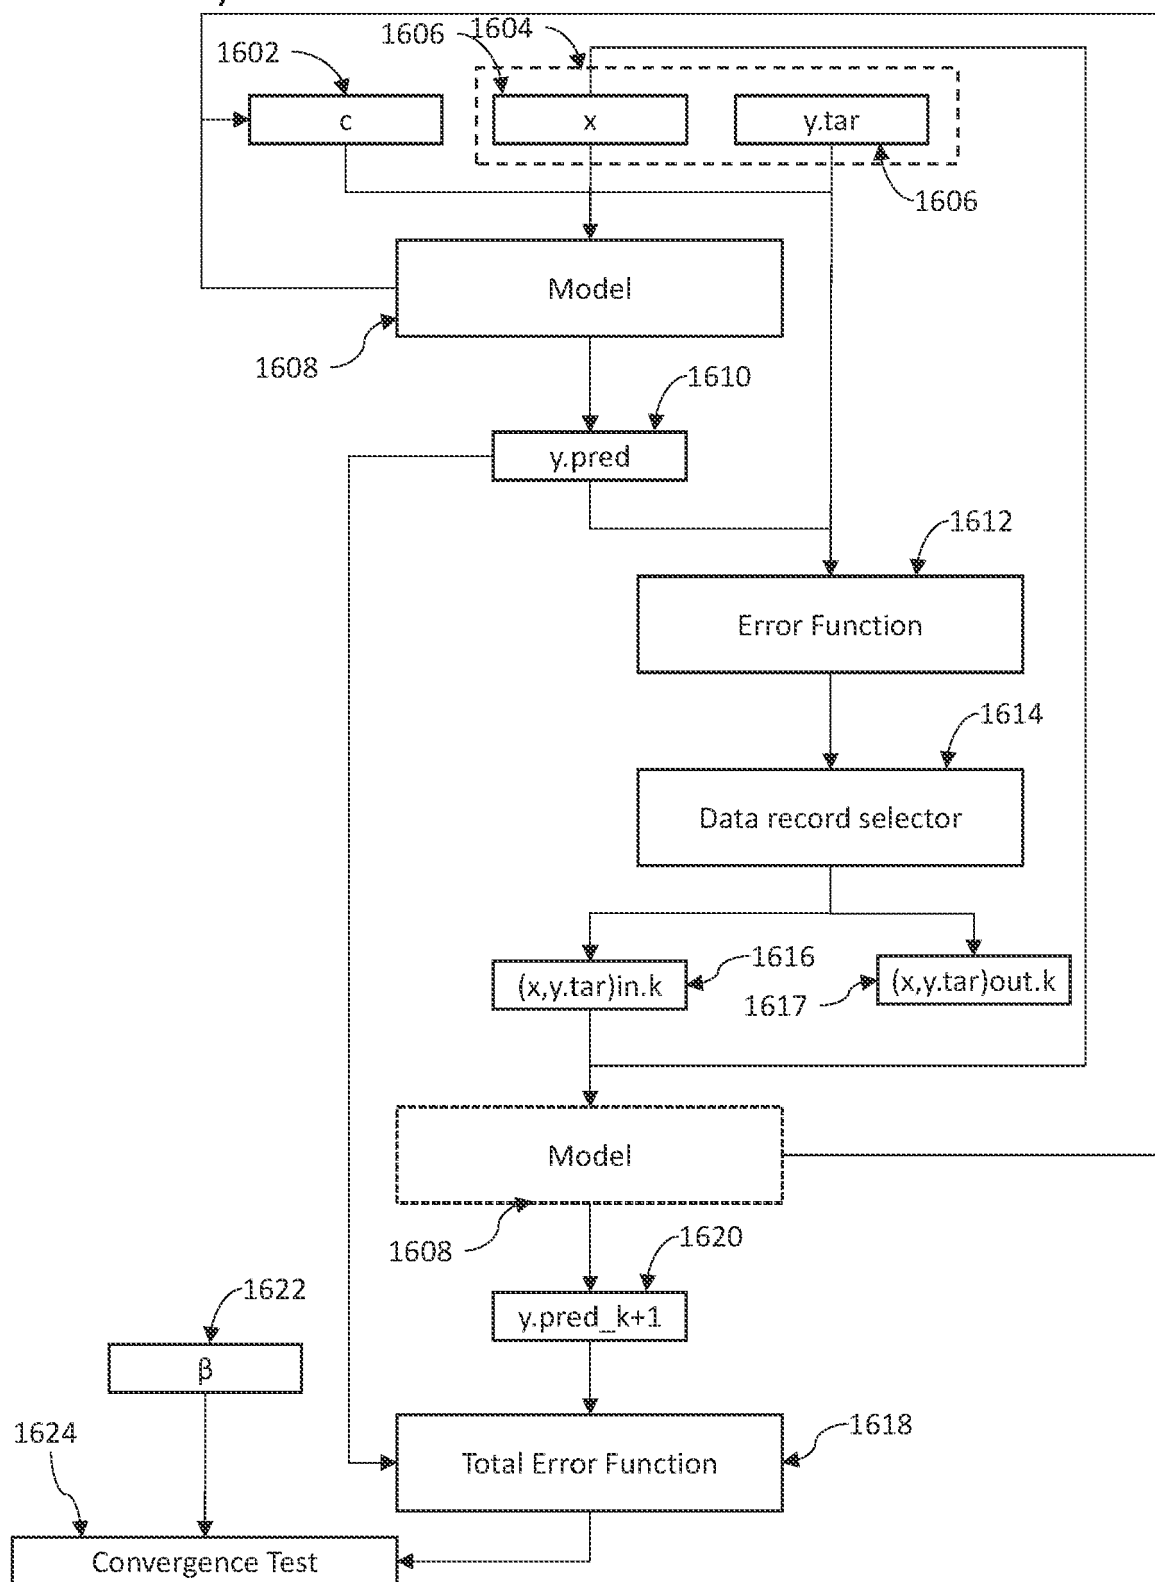 1606
1604
1602
c
x
y.tar
1606
Model
1608
1610
y.pred
1612
Error Function
1614
Data record selector
1616
(x,y.tar)in.k
(x,y.tar)out.k
1617
Model
1608
1620
1622
y.pred_k+1
β
1624
1618
Total Error Function
Convergence Test